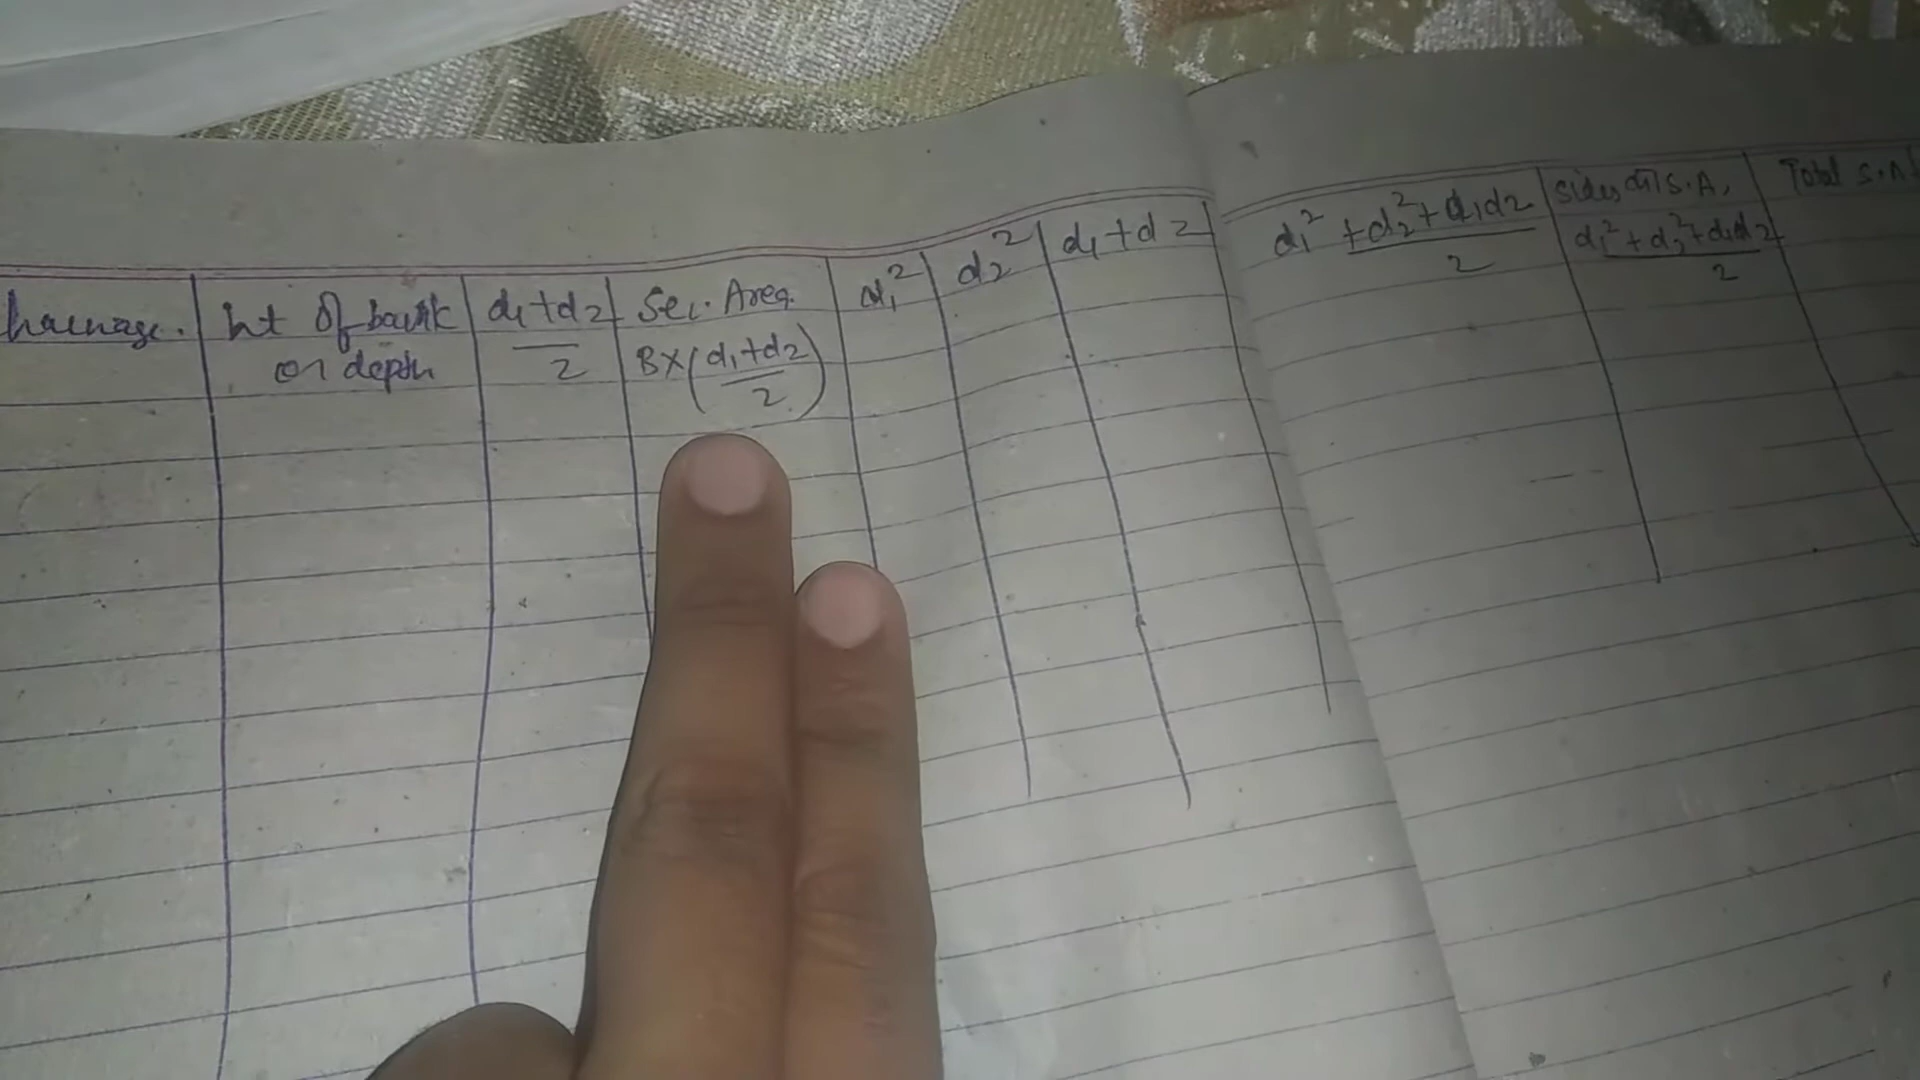 hainage.
ht of bank
or depth
d₁+d2
2
Sec. Area.
B×(d₁+d2)
2
d₁²
d2²
d₁+d2
d₁²+d2²+d₁d2
2
sides का S.A,
d₁²+d2²+d₁d2
2
Total S.A